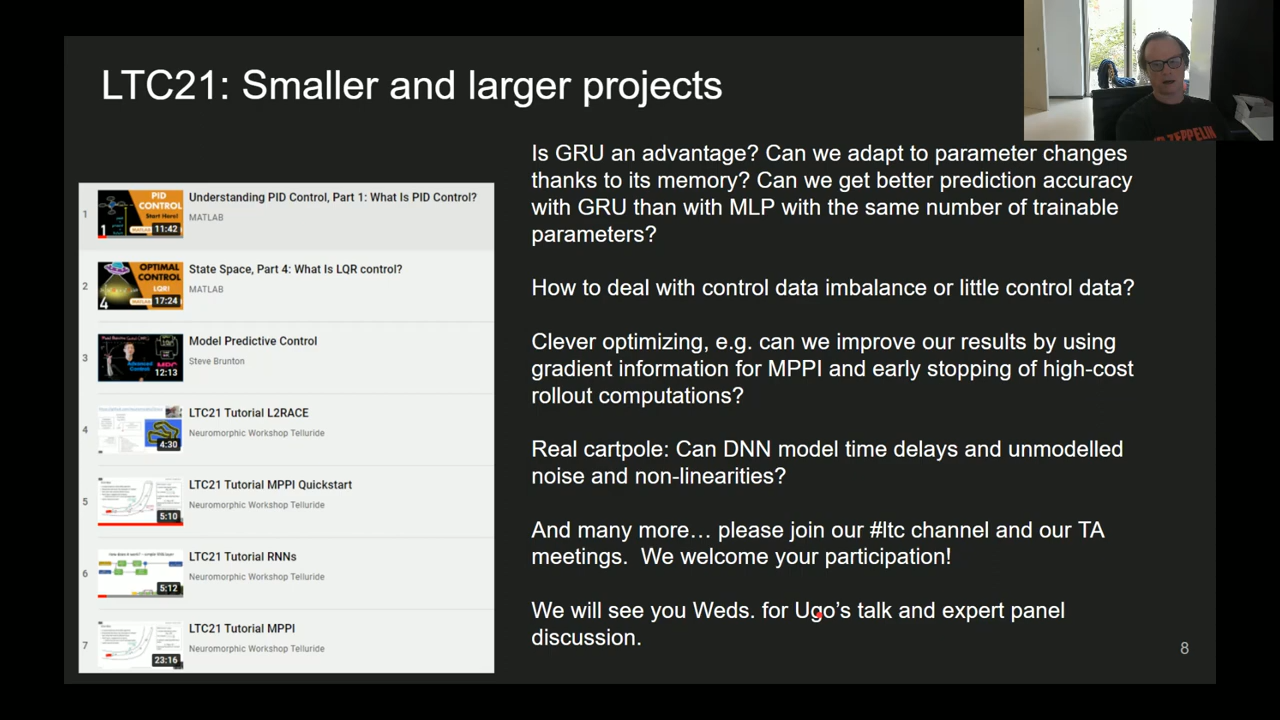 LTC21: Smaller and larger projects
Is GRU an advantage? Can we adapt to parameter changes
thanks to its memory? Can we get better prediction accuracy
with GRU than with MLP with the same number of trainable
parameters?
How to deal with control data imbalance or little control data?
Clever optimizing, e.g. can we improve our results by using
gradient information for MPPI and early stopping of high-cost
rollout computations?
Real cartpole: Can DNN model time delays and unmodelled
noise and non-linearities?
And many more… please join our #ltc channel and our TA
meetings.  We welcome your participation!
We will see you Weds. for Ugo's talk and expert panel
discussion.
8
1
PID
CONTROL
Start Here!
1
11:42
Understanding PID Control, Part 1: What Is PID Control?
MATLAB
2
OPTIMAL
CONTROL
LQR!
4
17:24
State Space, Part 4: What Is LQR control?
MATLAB
3
12:13
Model Predictive Control
Steve Brunton
4
4:30
LTC21 Tutorial L2RACE
Neuromorphic Workshop Telluride
5
5:10
LTC21 Tutorial MPPI Quickstart
Neuromorphic Workshop Telluride
6
5:12
LTC21 Tutorial RNNs
Neuromorphic Workshop Telluride
7
23:16
LTC21 Tutorial MPPI
Neuromorphic Workshop Telluride
ZEPPELIN